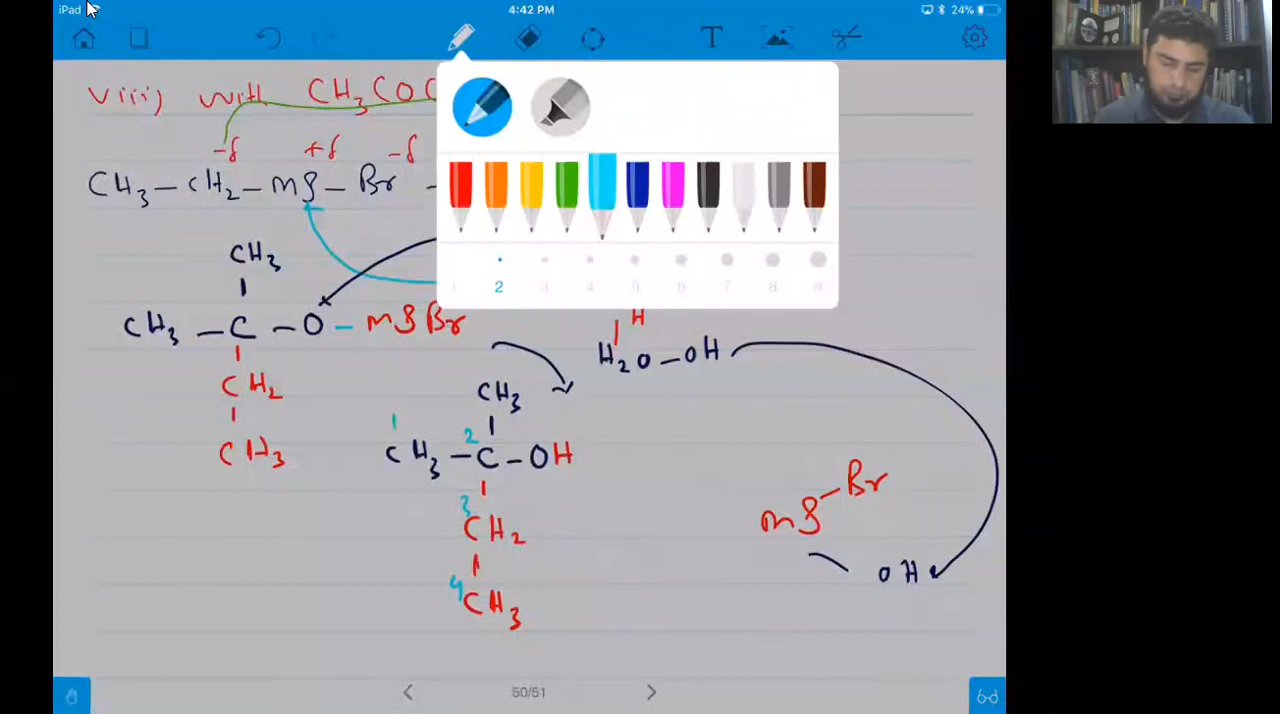 iPad
4:42 PM
24%
T
viii) with CH3COC
-δ +δ -δ
CH3 — CH2 — mg — Br —
1 2 3 4 5 6 7 8 9
CH3
CH3 — C — O — mg Br
CH2
CH3
H
H2O — OH
CH3
1 2
CH3 — C — OH
3
CH2
4
CH3
mg — Br
OH
50/51